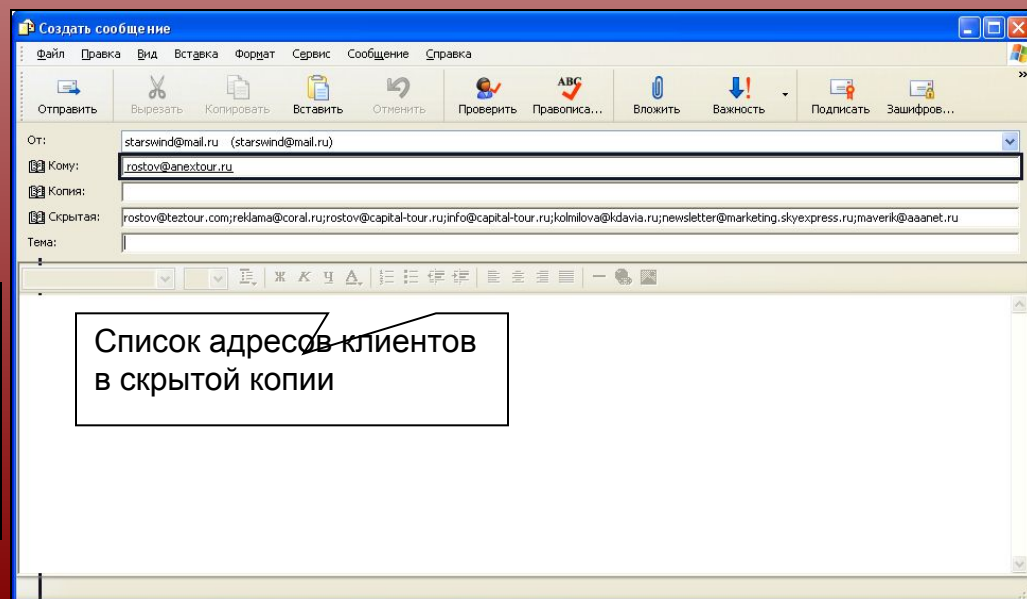 Создать сообщение
Файл Правка Вид Вставка Формат Сервис Сообщение Справка
»
Отправить Вырезать Копировать Вставить Отменить Проверить Правописа... Вложить Важность Подписать Зашифров...
От: starswind@mail.ru (starswind@mail.ru)
Кому: rostov@anextour.ru
Копия:
Скрытая: rostov@teztour.com;reklama@coral.ru;rostov@capital-tour.ru;info@capital-tour.ru;kolmilova@kdavia.ru;newsletter@marketing.skyexpress.ru;maverik@aaanet.ru
Тема:
Ж К Ч А
Список адресов клиентов
в скрытой копии